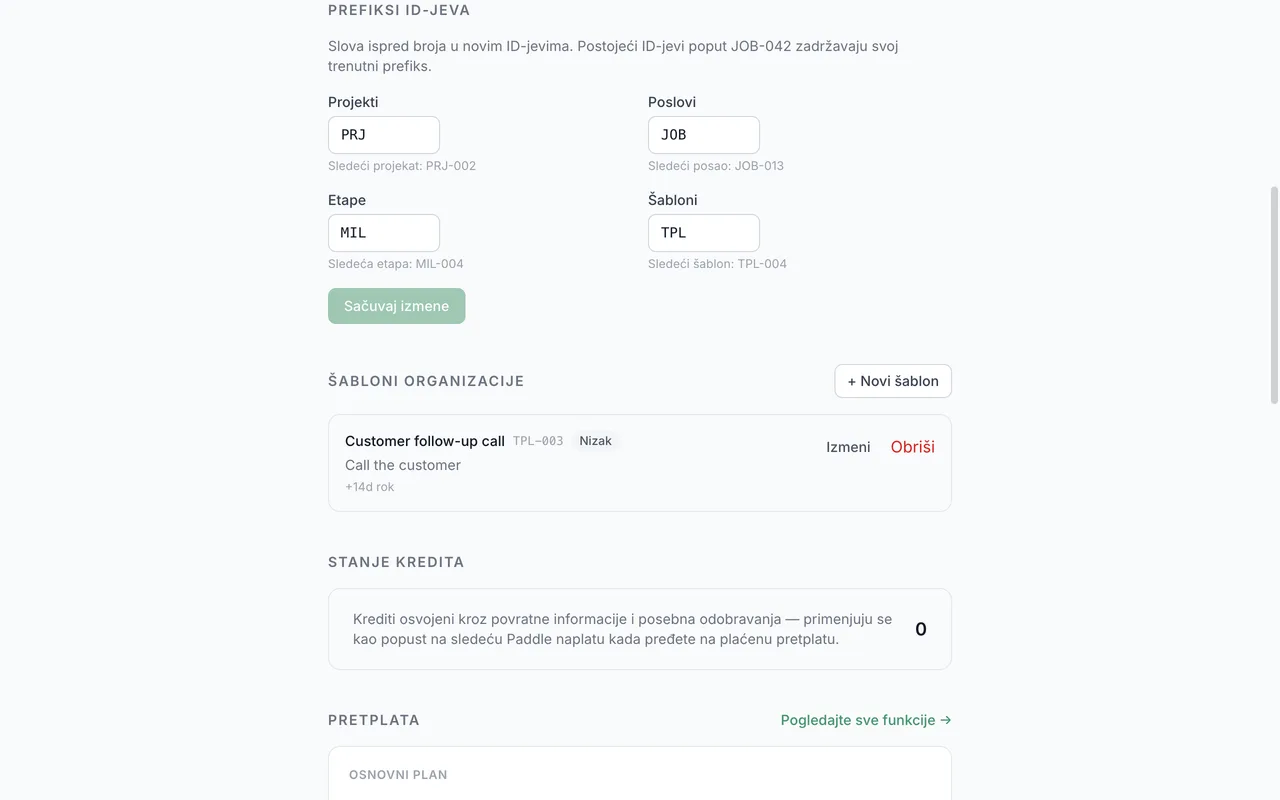 PREFIKSI ID-JEVA
Slova ispred broja u novim ID-jevima. Postojeći ID-jevi poput JOB-042 zadržavaju svoj
trenutni prefiks.
Projekti
PRJ
Sledeći projekat: PRJ-002
Poslovi
JOB
Sledeći posao: JOB-013
Etape
MIL
Sledeća etapa: MIL-004
Šabloni
TPL
Sledeći šablon: TPL-004
Sačuvaj izmene
ŠABLONI ORGANIZACIJE
+ Novi šablon
Customer follow-up call TPL-003 Nizak
Izmeni Obriši
Call the customer
+14d rok
STANJE KREDITA
Krediti osvojeni kroz povratne informacije i posebna odobravanja — primenjuju se
kao popust na sledeću Paddle naplatu kada pređete na plaćenu pretplatu.
0
PRETPLATA
Pogledajte sve funkcije →
OSNOVNI PLAN